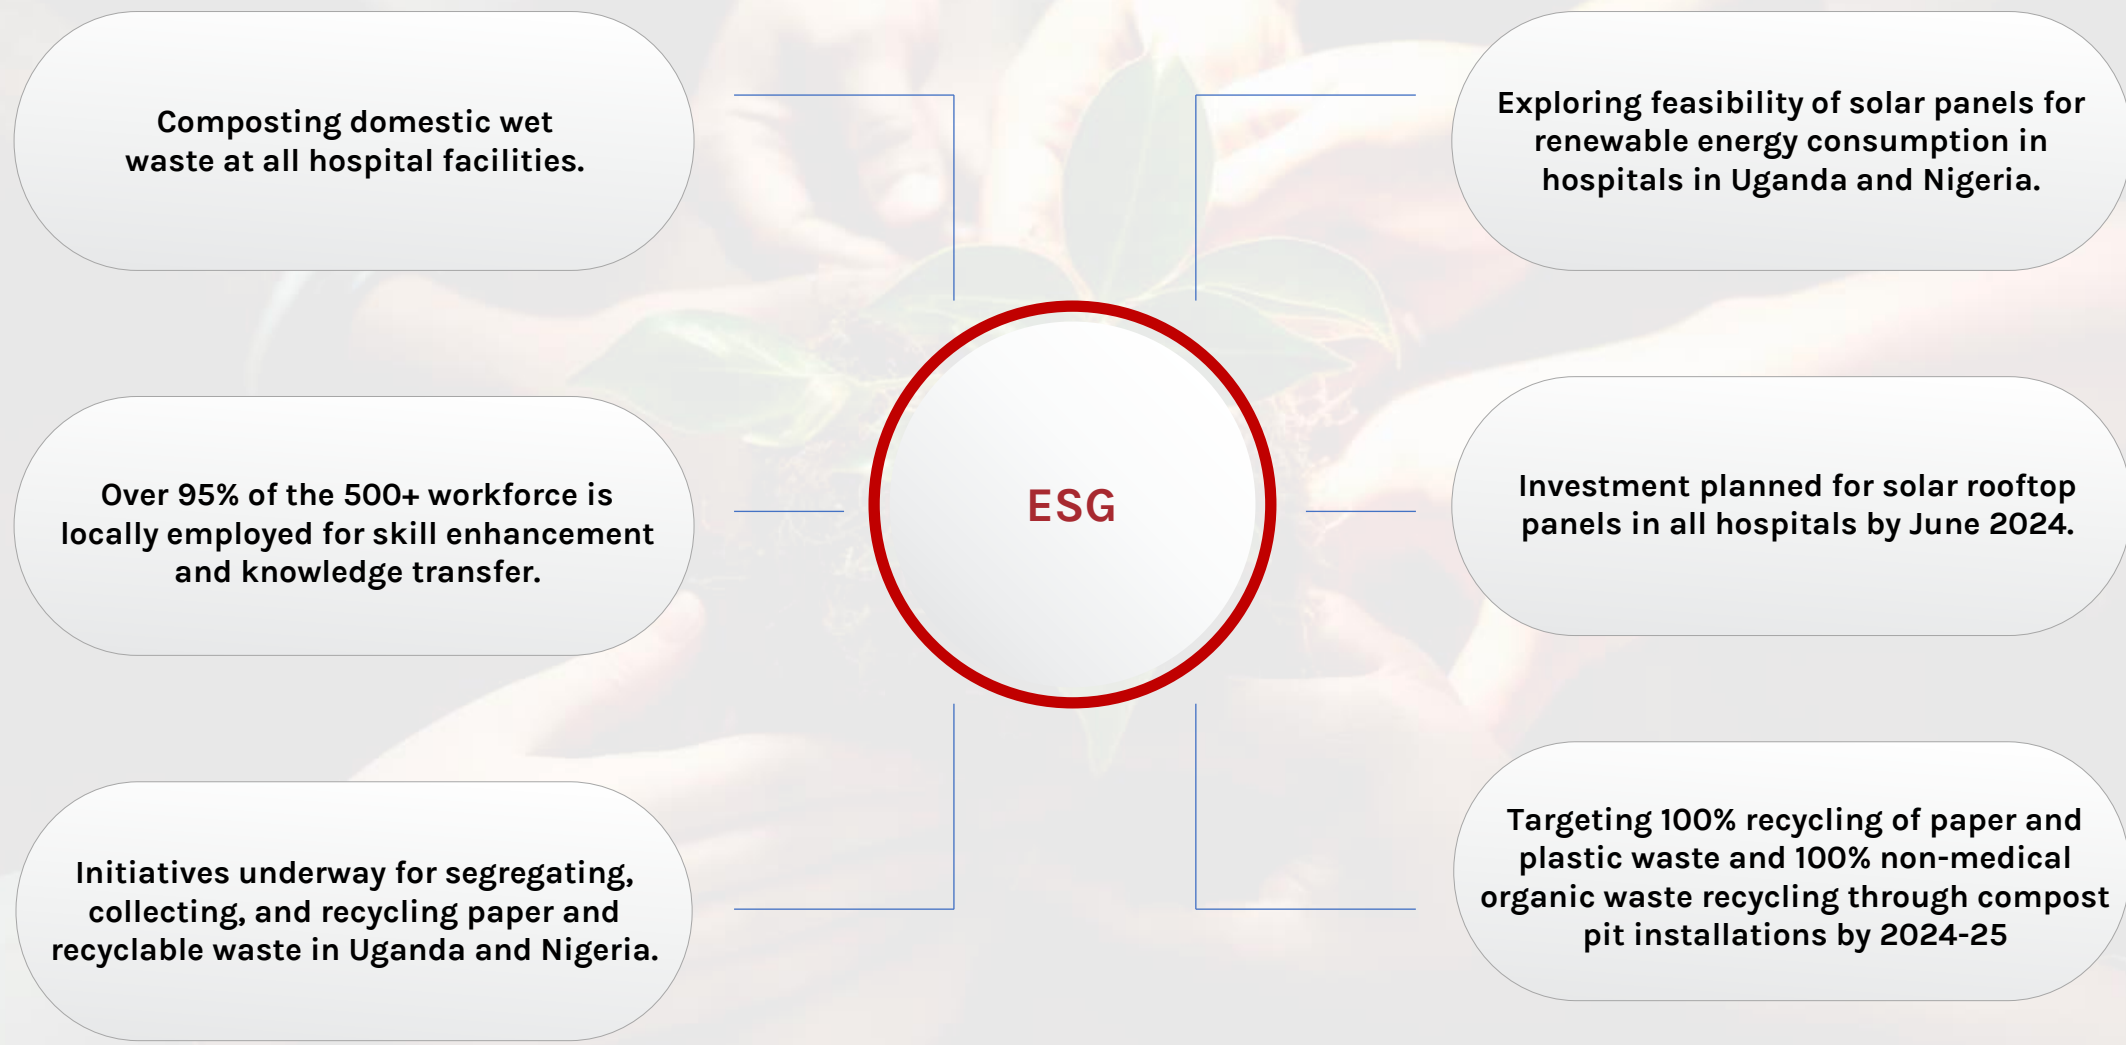 Composting domestic wet
waste at all hospital facilities.
Over 95% of the 500+ workforce is
locally employed for skill enhancement
and knowledge transfer.
Initiatives underway for segregating,
collecting, and recycling paper and
recyclable waste in Uganda and Nigeria.
ESG
Exploring feasibility of solar panels for
renewable energy consumption in
hospitals in Uganda and Nigeria.
Investment planned for solar rooftop
panels in all hospitals by June 2024.
Targeting 100% recycling of paper and
plastic waste and 100% non-medical
organic waste recycling through compost
pit installations by 2024-25